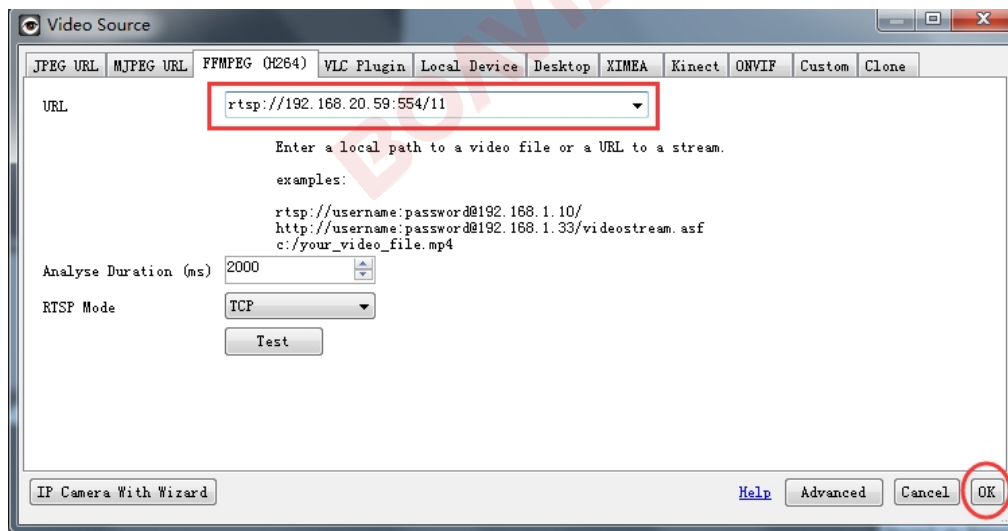 Video Source
JPEG URL MJPEG URL FFMPEG (H264) VLC Plugin Local Device Desktop XIMEA Kinect ONVIF Custom Clone
URL rtsp://192.168.20.59:554/11
Enter a local path to a video file or a URL to a stream.
examples:
rtsp://username:password@192.168.1.10/
http://username:password@192.168.1.33/videostream.asf
c:/your_video_file.mp4
Analyse Duration (ms) 2000
RTSP Mode TCP
Test
IP Camera With Wizard Help Advanced Cancel OK